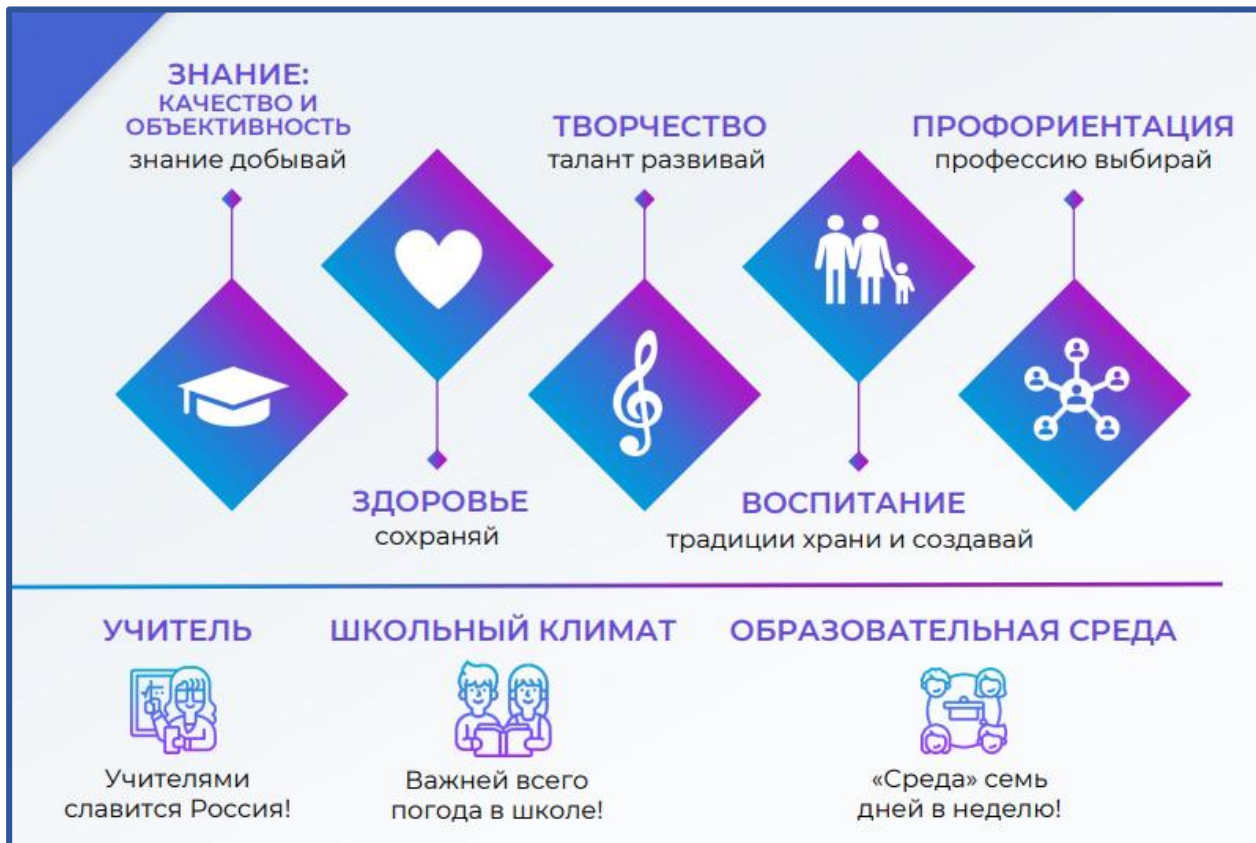 ЗНАНИЕ:
КАЧЕСТВО И
ОБЪЕКТИВНОСТЬ
знание добывай
ТВОРЧЕСТВО
талант развивай
ПРОФОРИЕНТАЦИЯ
профессию выбирай
ЗДОРОВЬЕ
сохраняй
ВОСПИТАНИЕ
традиции храни и создавай
УЧИТЕЛЬ
Учителями
славится Россия!
ШКОЛЬНЫЙ КЛИМАТ
Важней всего
погода в школе!
ОБРАЗОВАТЕЛЬНАЯ СРЕДА
«Среда» семь
дней в неделю!